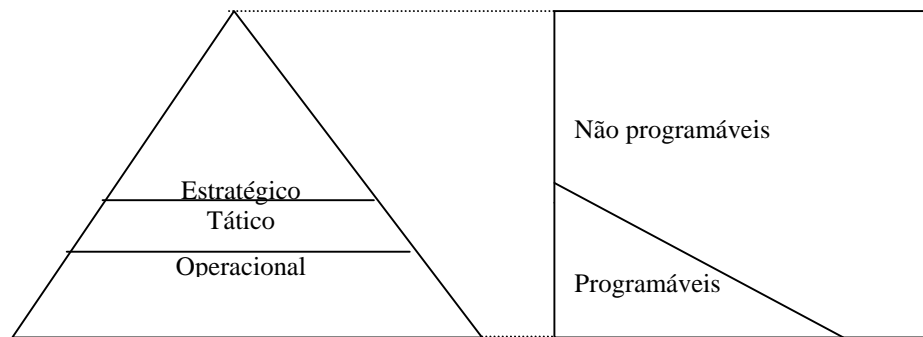 Não programáveis
Estratégico
Tático
Operacional
Programáveis